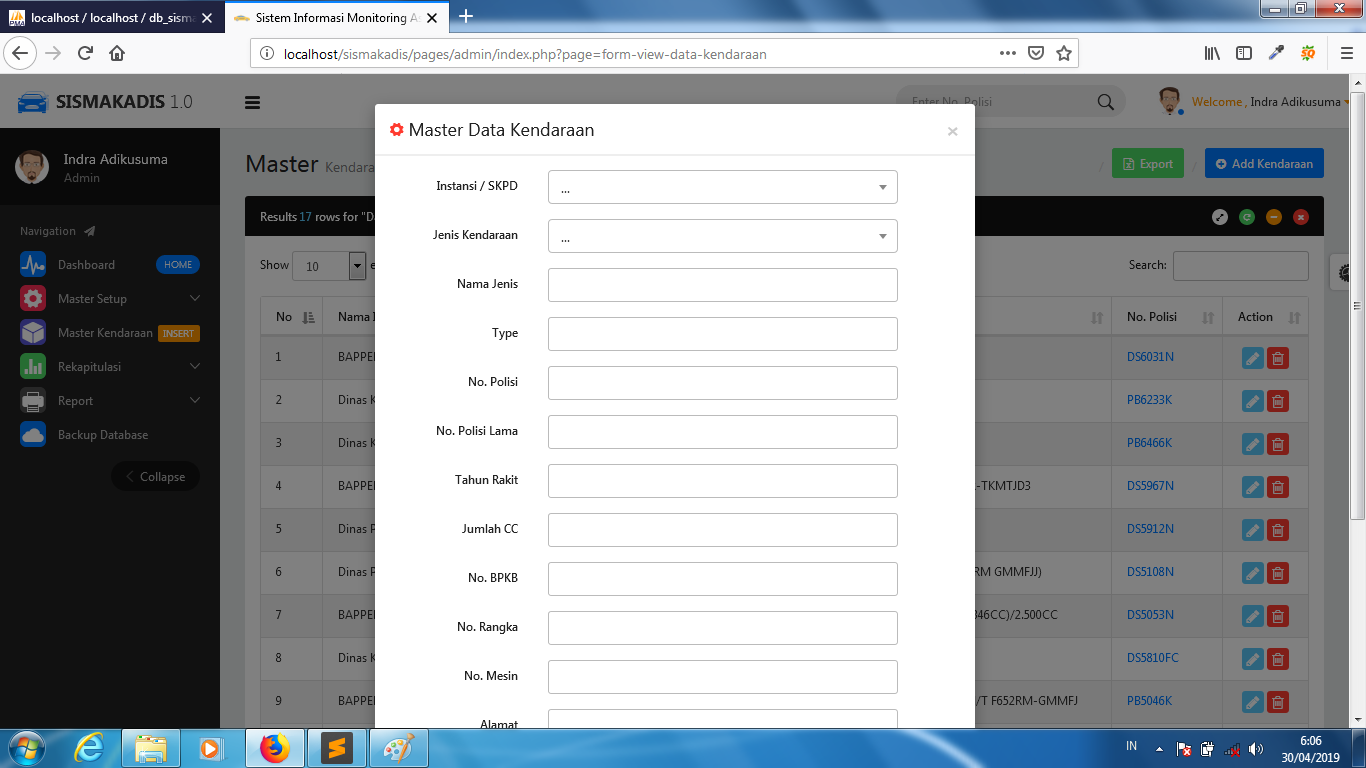 localhost / localhost / db_sism
Sistem Informasi Monitoring As
localhost/sismakadis/pages/admin/index.php?page=form-view-data-kendaraan
SISMAKADIS 1.0
Enter No. Polisi
Welcome , Indra Adikusuma
Indra Adikusuma
Admin
Navigation
Dashboard HOME
Master Setup
Master Kendaraan INSERT
Rekapitulasi
Report
Backup Database
Collapse
Master Kendara
Export
Add Kendaraan
Results 17 rows for "Da
Show 10 e
Search:
No Nama I No. Polisi Action
1 BAPPE DS6031N
2 Dinas K PB6233K
3 Dinas K PB6466K
4 BAPPE .-TKMTJD3 DS5967N
5 Dinas P DS5912N
6 Dinas P RM GMMFJJ) DS5108N
7 BAPPE 346CC)/2.500CC DS5053N
8 Dinas K DS5810FC
9 BAPPE /T F652RM-GMMFJ PB5046K
Master Data Kendaraan ×
Instansi / SKPD ...
Jenis Kendaraan ...
Nama Jenis
Type
No. Polisi
No. Polisi Lama
Tahun Rakit
Jumlah CC
No. BPKB
No. Rangka
No. Mesin
Alamat
IN
6:06
30/04/2019